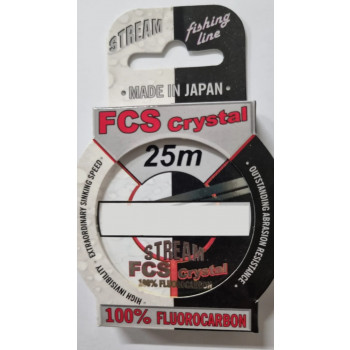 STREAM
fishing
line
• MADE IN JAPAN •
FCS Crystal
25m
• HIGH INVISIBILITY • EXTRAORDINARY SINKING SPEED •
OUTSTANDING ABRASION RESISTANCE •
STREAM
FCS Crystal
100% FLUOROCARBON
100% FLUOROCARBON